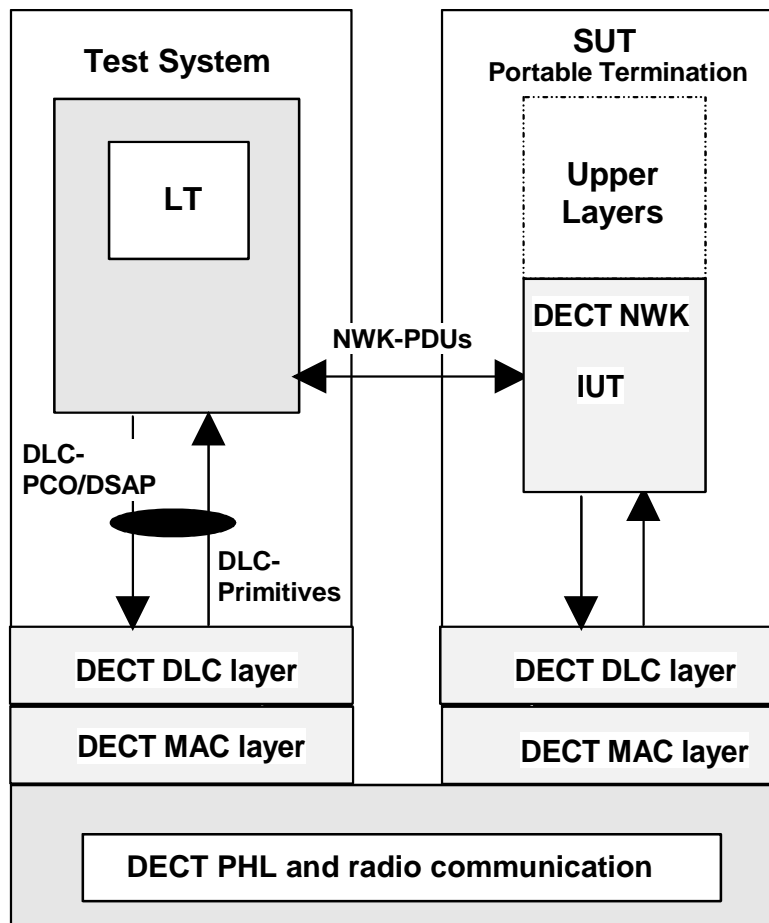 Test System
LT
SUT
Portable Termination
Upper
Layers
DECT NWK
IUT
NWK-PDUs
DLC-
PCO/DSAP
DLC-
Primitives
DECT DLC layer
DECT MAC layer
DECT DLC layer
DECT MAC layer
DECT PHL and radio communication